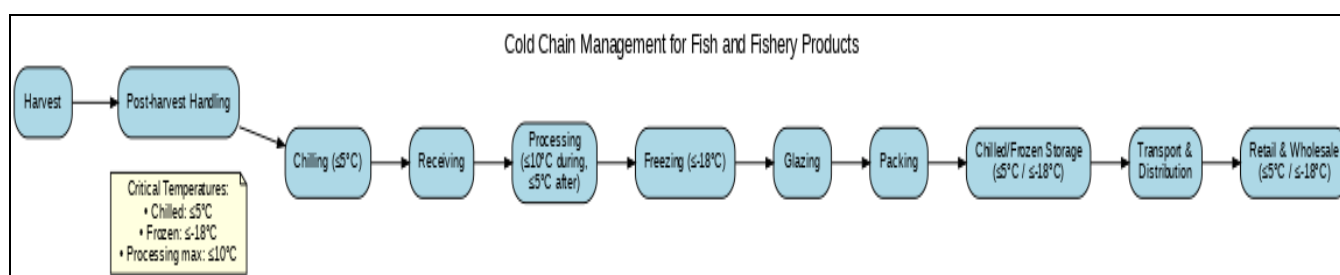 Cold Chain Management for Fish and Fishery Products
Harvest
Post-harvest Handling
Chilling (≤5°C)
Receiving
Processing
(≤10°C during,
≤5°C after)
Freezing (≤-18°C)
Glazing
Packing
Chilled/Frozen Storage
(≤5°C / ≤-18°C)
Transport &
Distribution
Retail & Wholesale
(≤5°C / ≤-18°C)
Critical Temperatures:
• Chilled: ≤5°C
• Frozen: ≤-18°C
• Processing max: ≤10°C